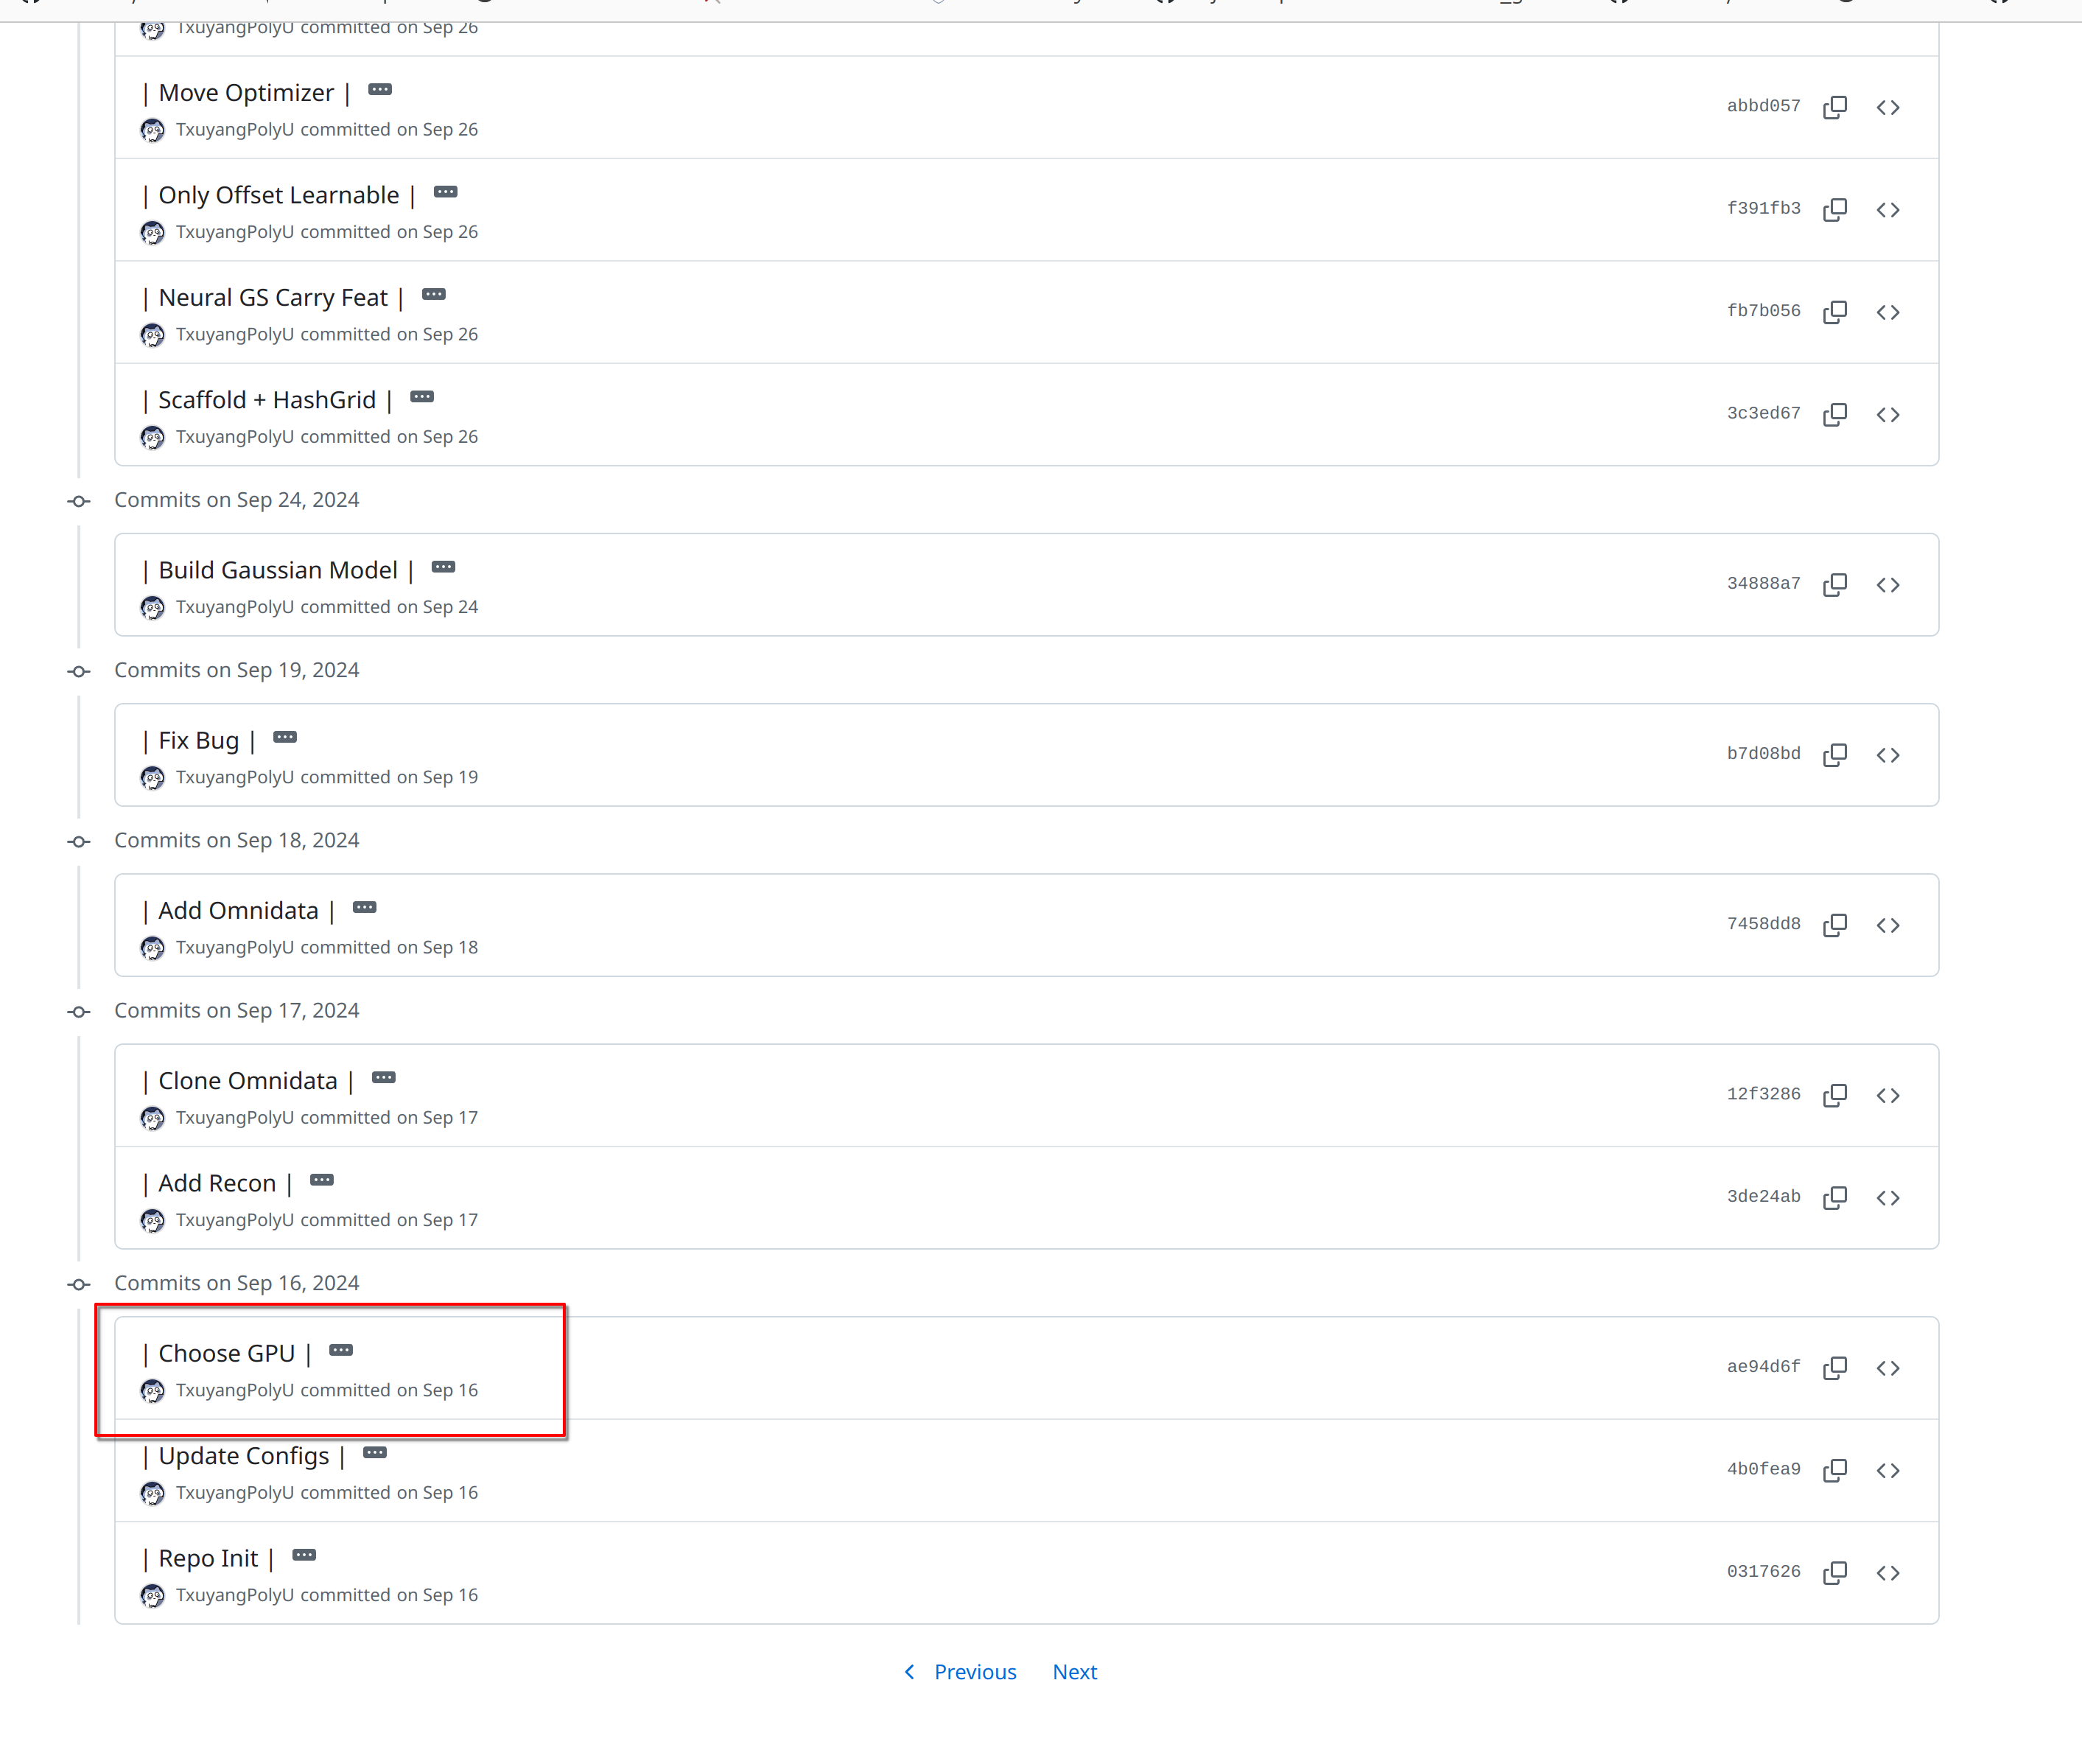 TxuyangPolyU committed on Sep 26
| Move Optimizer |
TxuyangPolyU committed on Sep 26
abbd057
| Only Offset Learnable |
TxuyangPolyU committed on Sep 26
f391fb3
| Neural GS Carry Feat |
TxuyangPolyU committed on Sep 26
fb7b056
| Scaffold + HashGrid |
TxuyangPolyU committed on Sep 26
3c3ed67
Commits on Sep 24, 2024
| Build Gaussian Model |
TxuyangPolyU committed on Sep 24
34888a7
Commits on Sep 19, 2024
| Fix Bug |
TxuyangPolyU committed on Sep 19
b7d08bd
Commits on Sep 18, 2024
| Add Omnidata |
TxuyangPolyU committed on Sep 18
7458dd8
Commits on Sep 17, 2024
| Clone Omnidata |
TxuyangPolyU committed on Sep 17
12f3286
| Add Recon |
TxuyangPolyU committed on Sep 17
3de24ab
Commits on Sep 16, 2024
| Choose GPU |
TxuyangPolyU committed on Sep 16
ae94d6f
| Update Configs |
TxuyangPolyU committed on Sep 16
4b0fea9
| Repo Init |
TxuyangPolyU committed on Sep 16
0317626
Previous Next